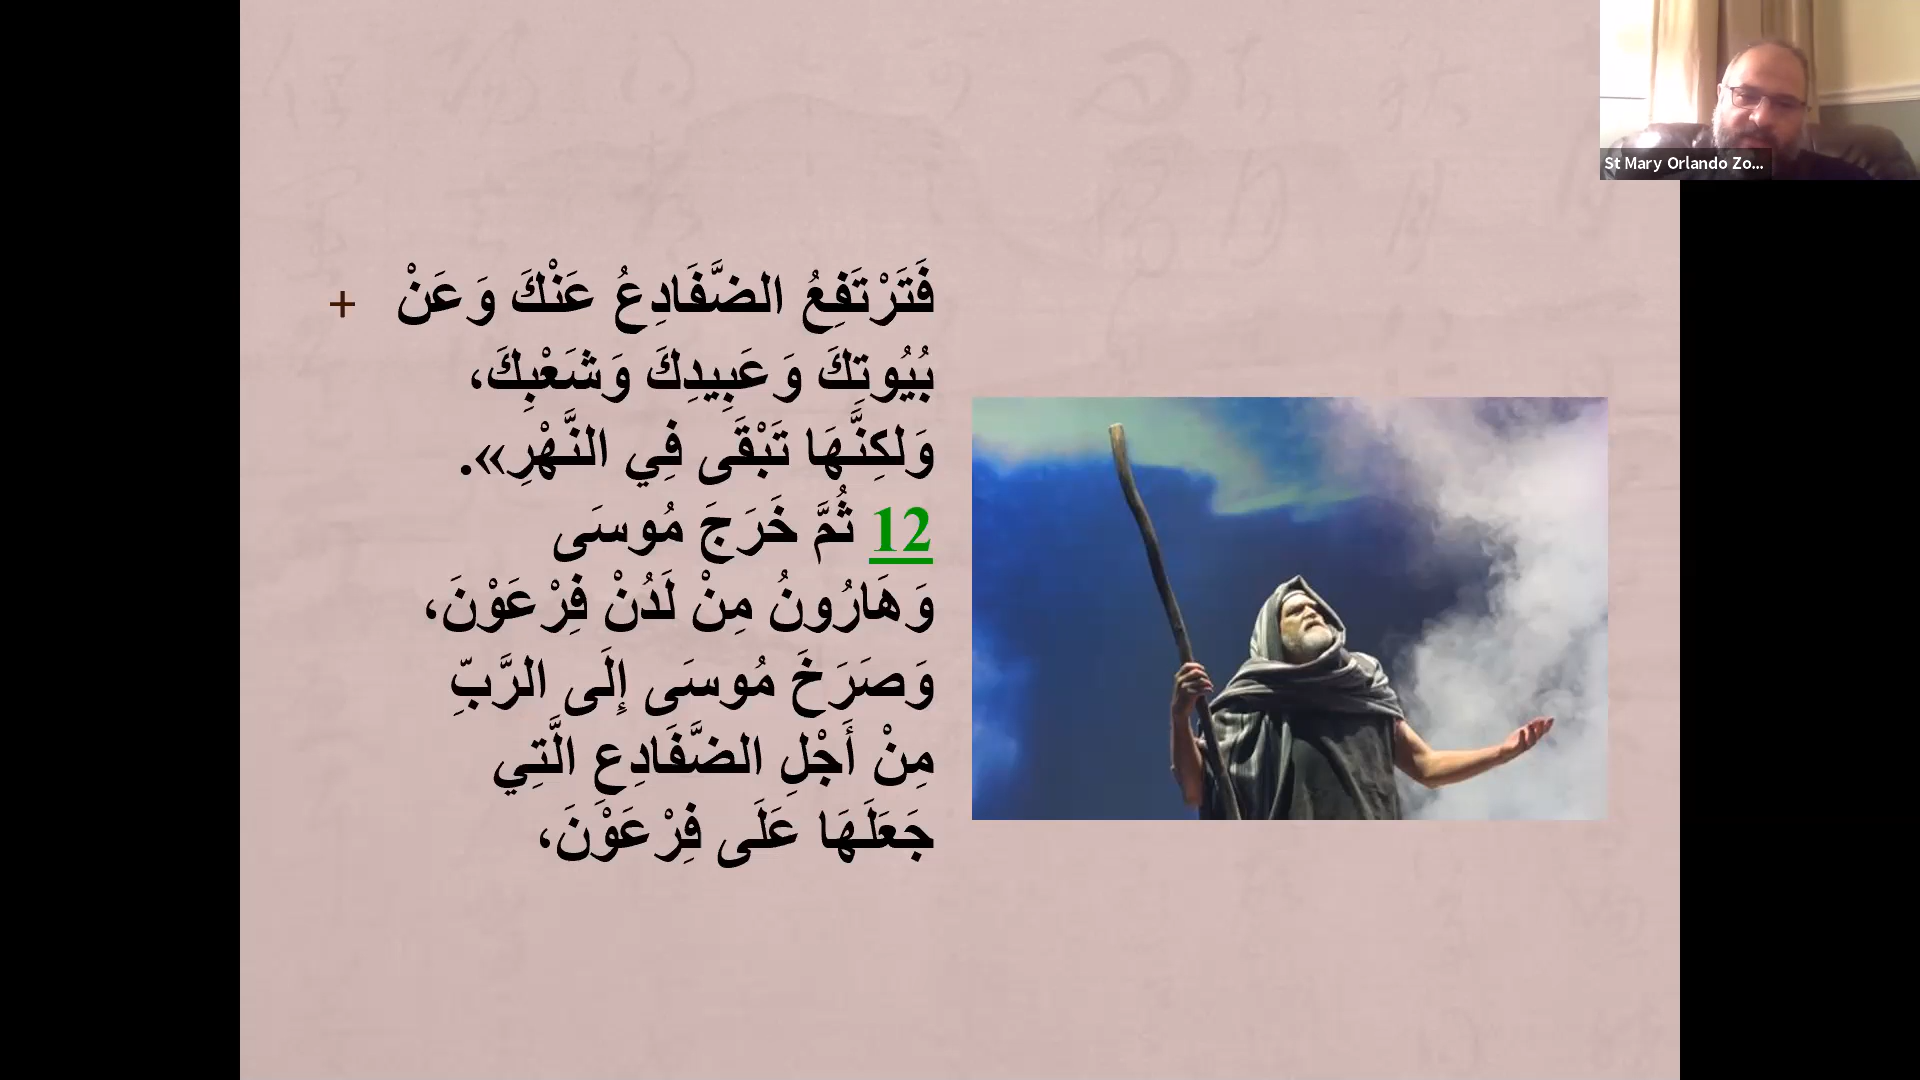 + فَتَرْتَفِعُ الضَّفَادِعُ عَنْكَ وَعَنْ
بُيُوتِكَ وَعَبِيدِكَ وَشَعْبِكَ،
وَلكِنَّهَا تَبْقَى فِي النَّهْرِ».
12 ثُمَّ خَرَجَ مُوسَى
وَهَارُونُ مِنْ لَدُنْ فِرْعَوْنَ،
وَصَرَخَ مُوسَى إِلَى الرَّبِّ
مِنْ أَجْلِ الضَّفَادِعِ الَّتِي
جَعَلَهَا عَلَى فِرْعَوْنَ،
St Mary Orlando Zo...